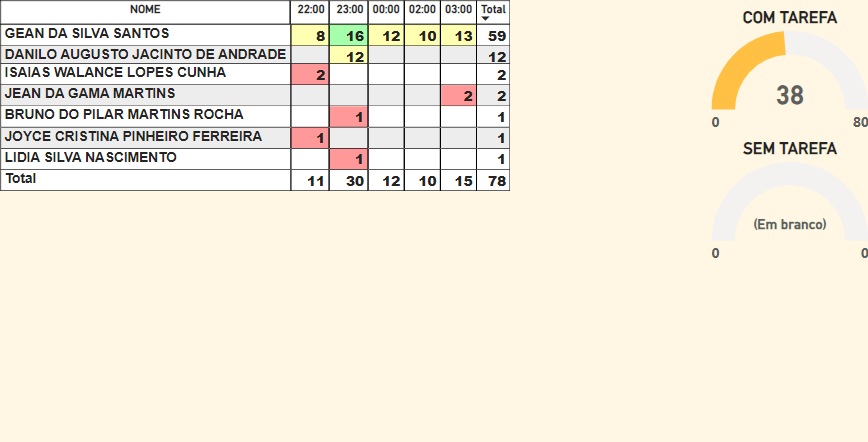 NOME 22:00 23:00 00:00 02:00 03:00 Total
GEAN DA SILVA SANTOS 8 16 12 10 13 59
DANILO AUGUSTO JACINTO DE ANDRADE 12 12
ISAIAS WALANCE LOPES CUNHA 2 2
JEAN DA GAMA MARTINS 2 2
BRUNO DO PILAR MARTINS ROCHA 1 1
JOYCE CRISTINA PINHEIRO FERREIRA 1 1
LIDIA SILVA NASCIMENTO 1 1
Total 11 30 12 10 15 78
COM TAREFA
38
0 80
SEM TAREFA
(Em branco)
0 0